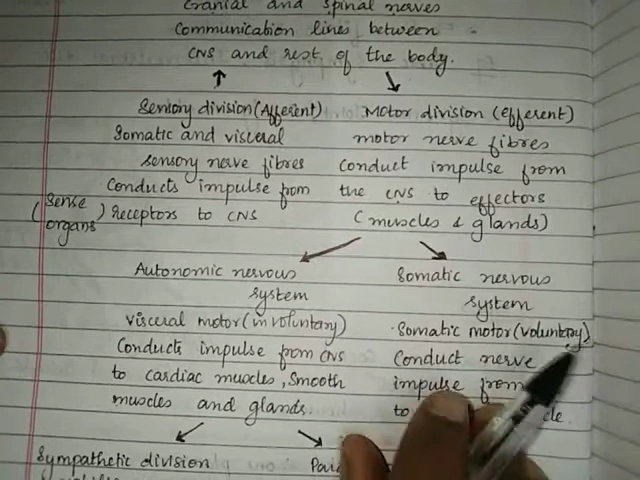 Cranial and spinal nerves
Communication lines between
CNS and rest of the body.
Sensory division (Afferent)
Somatic and visceral
sensory nerve fibres
Conducts impulse from
(Sense organs) receptors to CNS
Motor division (efferent)
motor nerve fibres
Conduct impulse from
the CNS to effectors
(muscles & glands)
Autonomic nervous
system
visceral motor (involuntary)
Conducts impulse from CNS
to cardiac muscles, Smooth
muscles and glands.
Somatic nervous
system
Somatic motor (voluntary)
Conduct nerve
impulse from
to
Sympathetic division